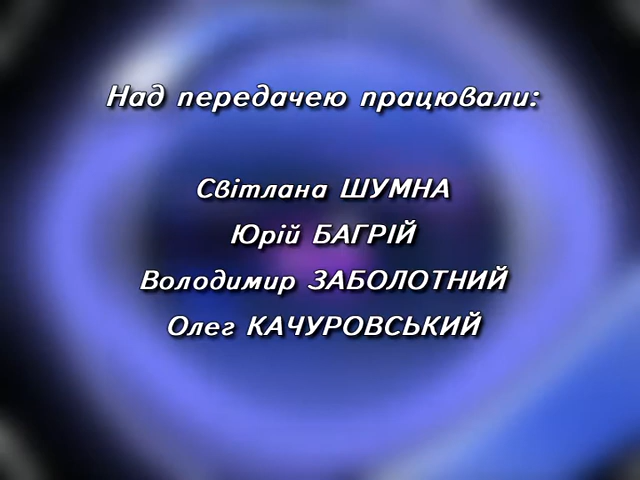 Над передачею працювали:
Світлана ШУМНА
Юрій БАГРІЙ
Володимир ЗАБОЛОТНИЙ
Олег КАЧУРОВСЬКИЙ